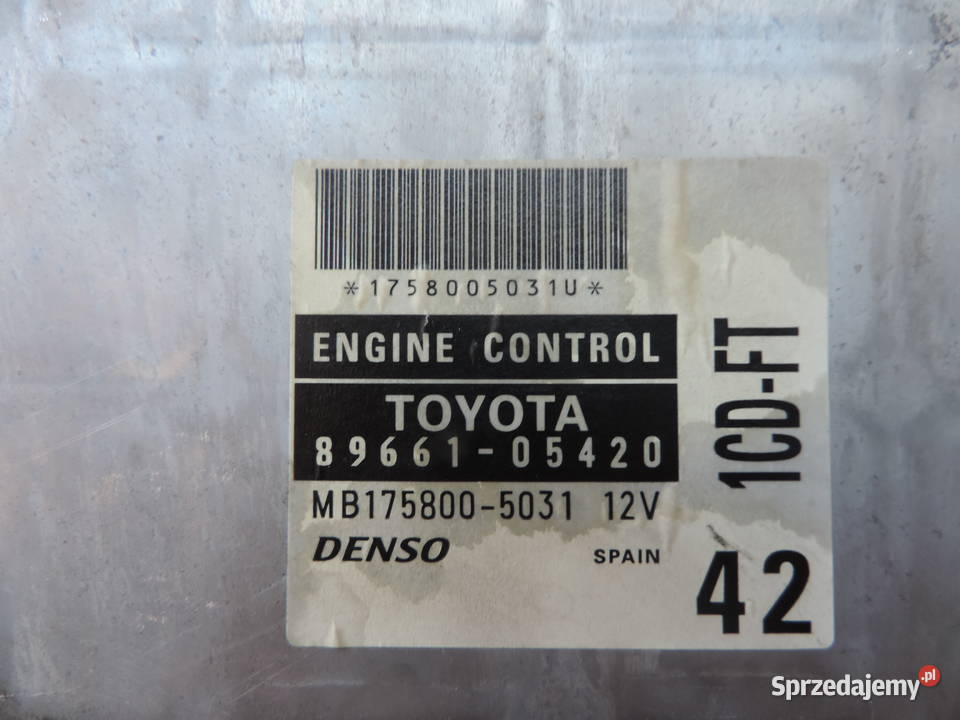 *1758005031U*
ENGINE CONTROL
TOYOTA
89661-05420
MB175800-5031 12V
DENSO SPAIN
1CD-FT
42
Sprzedajemy.pl